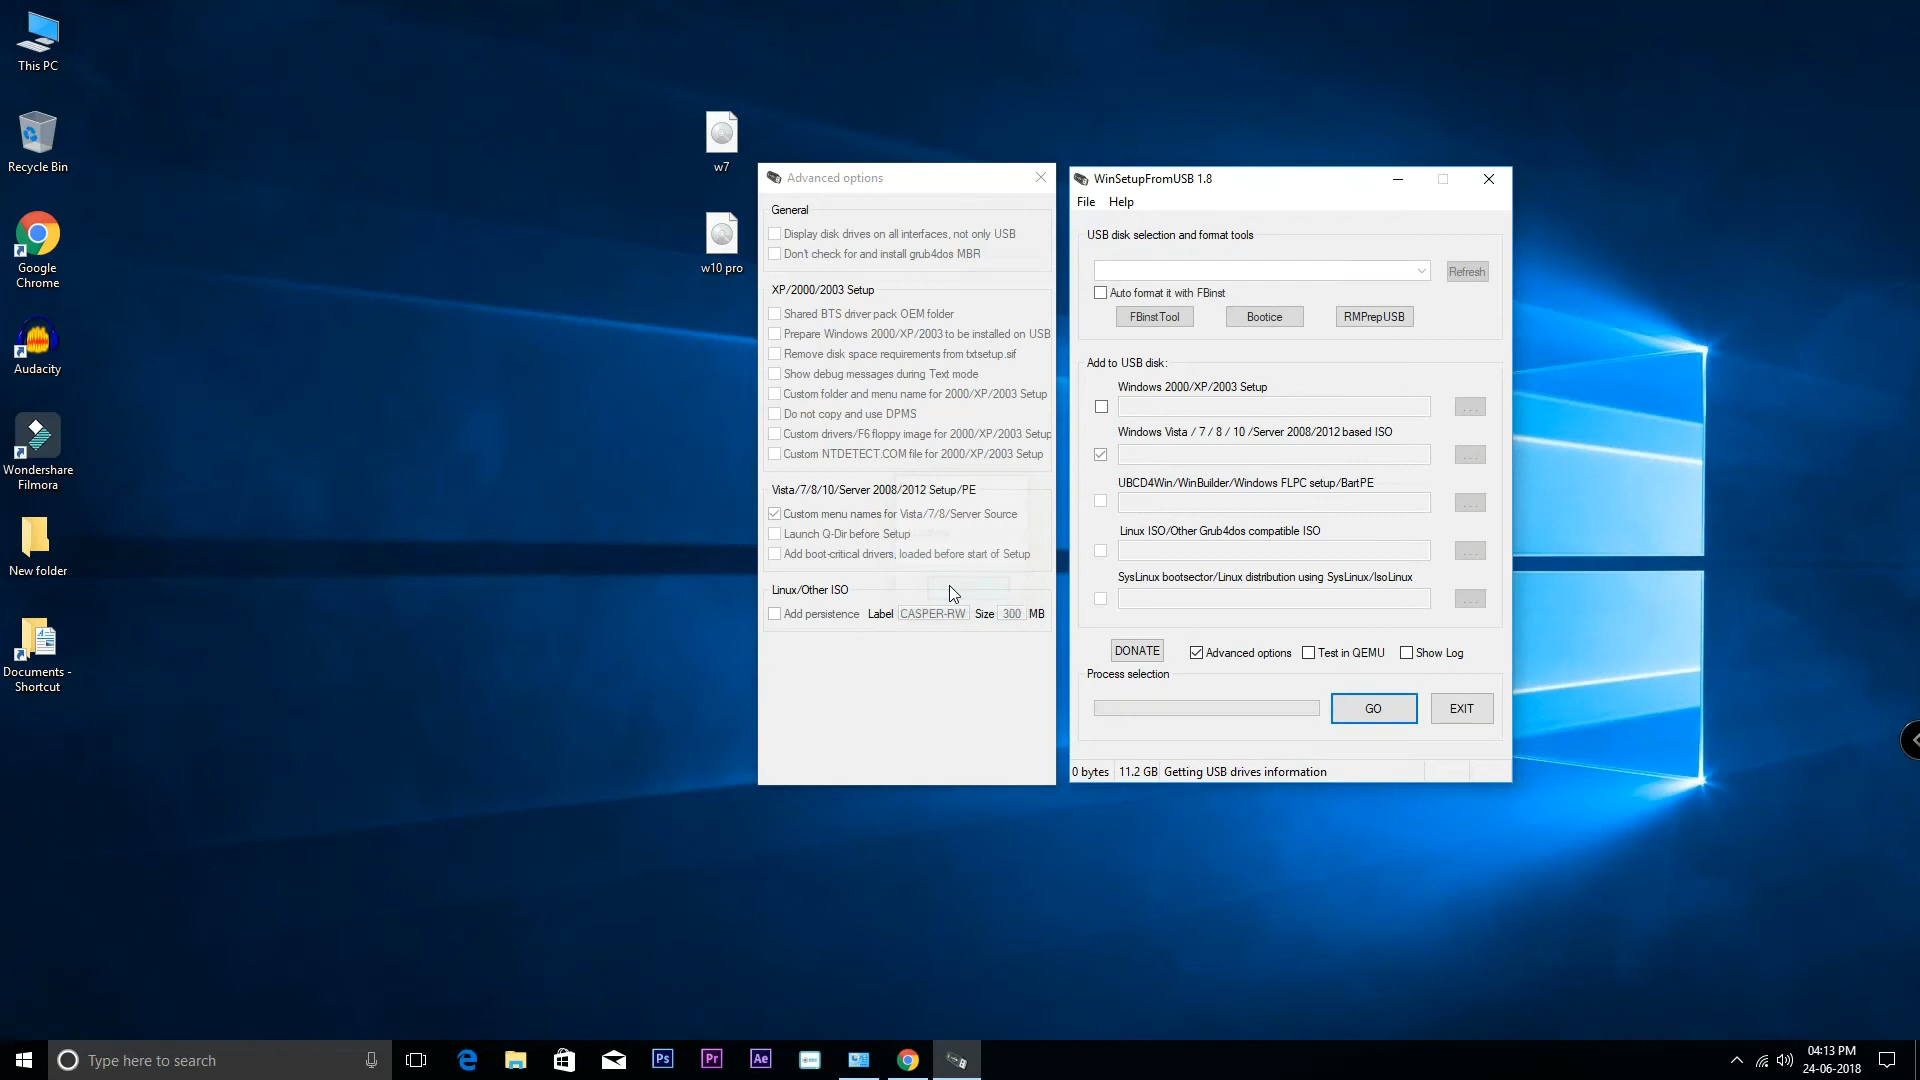 This PC
Recycle Bin
Google
Chrome
Audacity
Wondershare
Filmora
New folder
Documents -
Shortcut
w7
w10 pro
Advanced options
General
Display disk drives on all interfaces, not only USB
Don't check for and install grub4dos MBR
XP/2000/2003 Setup
Shared BTS driver pack OEM folder
Prepare Windows 2000/XP/2003 to be installed on USB
Remove disk space requirements from txtsetup.sif
Show debug messages during Text mode
Custom folder and menu name for 2000/XP/2003 Setup
Do not copy and use DPMS
Custom drivers/F6 floppy image for 2000/XP/2003 Setup
Custom NTDETECT.COM file for 2000/XP/2003 Setup
Vista/7/8/10/Server 2008/2012 Setup/PE
Custom menu names for Vista/7/8/Server Source
Launch Q-Dir before Setup
Add boot-critical drivers, loaded before start of Setup
Linux/Other ISO
Add persistence Label CASPER-RW Size 300 MB
WinSetupFromUSB 1.8
File Help
USB disk selection and format tools
Refresh
Auto format it with FBinst
FBinstTool Bootice RMPrepUSB
Add to USB disk:
Windows 2000/XP/2003 Setup
...
Windows Vista / 7 / 8 / 10 /Server 2008/2012 based ISO
...
UBCD4Win/WinBuilder/Windows FLPC setup/BartPE
...
Linux ISO/Other Grub4dos compatible ISO
...
SysLinux bootsector/Linux distribution using SysLinux/IsoLinux
...
DONATE Advanced options Test in QEMU Show Log
Process selection
GO EXIT
0 bytes 11.2 GB Getting USB drives information
Type here to search
Ps Pr Ae
04:13 PM
24-06-2018